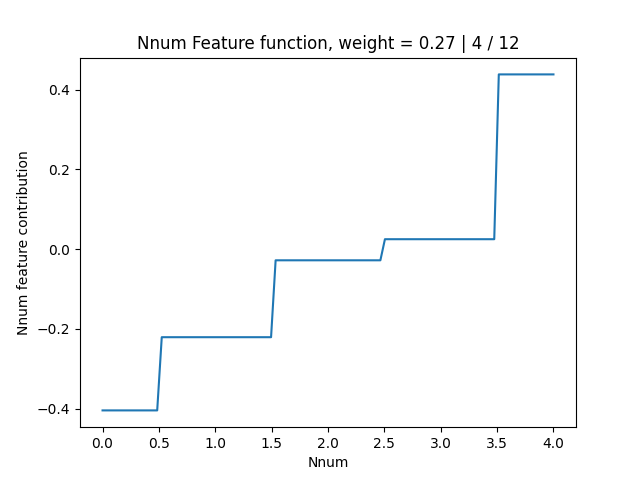 Nnum Feature function, weight = 0.27 | 4 / 12
0.4
0.2
0.0
−0.2
−0.4
Nnum feature contribution
0.0 0.5 1.0 1.5 2.0 2.5 3.0 3.5 4.0
Nnum